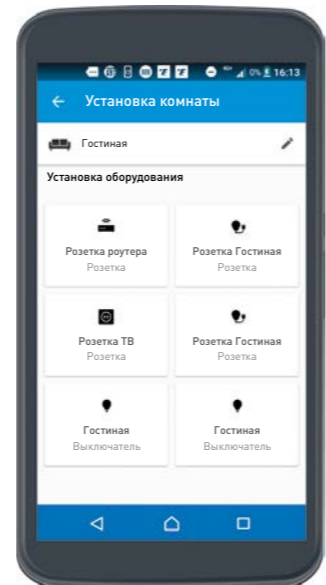 0% 16:13
Установка комнаты
Гостиная
Установка оборудования
Розетка роутера
Розетка
Розетка Гостиная
Розетка
Розетка ТВ
Розетка
Розетка Гостиная
Розетка
Гостиная
Выключатель
Гостиная
Выключатель